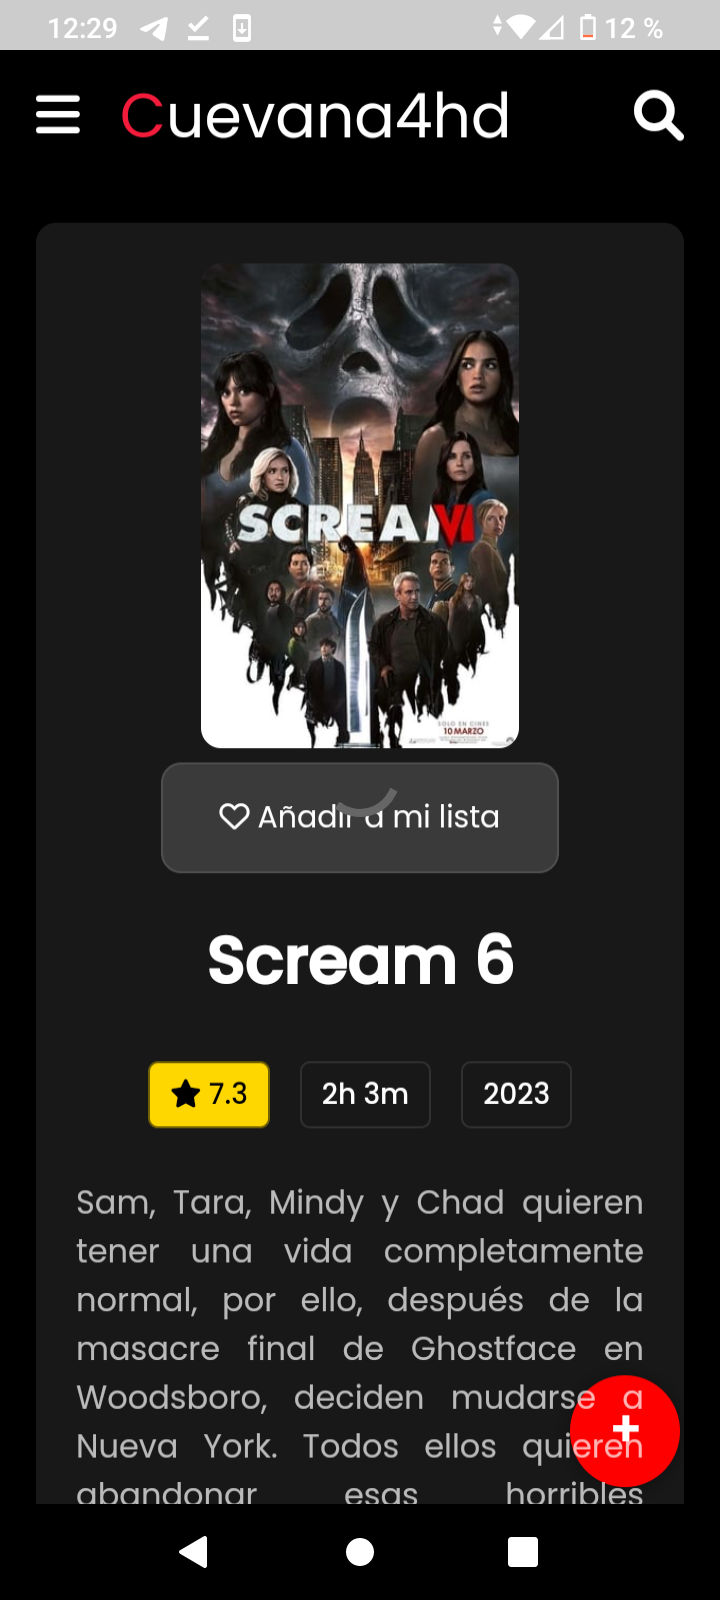 12:29
12 %
Cuevana4hd
SCREAM VI
SOLO EN CINES
10 MARZO
Añadir a mi lista
Scream 6
7.3
2h 3m
2023
Sam, Tara, Mindy y Chad quieren
tener una vida completamente
normal, por ello, después de la
masacre final de Ghostface en
Woodsboro, deciden mudarse a
Nueva York. Todos ellos quieren
abandonar esas horribles